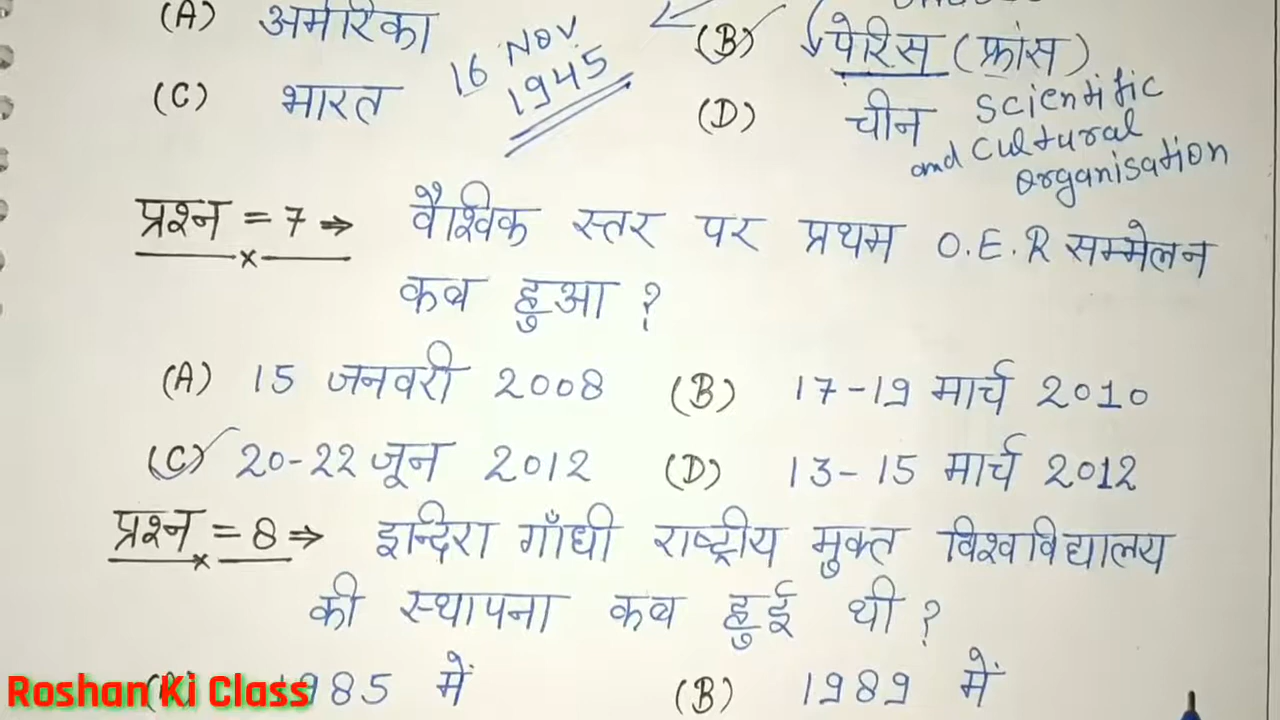 (A) अमेरिका
16 Nov 1945
(B) पेरिस (फ्रांस)
(C) भारत
(D) चीन
Scientific
and Cultural
Organisation
प्रश्न = 7 ⇒ वैश्विक स्तर पर प्रथम O.E.R सम्मेलन
कब हुआ ?
(A) 15 जनवरी 2008 (B) 17-19 मार्च 2010
(C) 20-22 जून 2012 (D) 13-15 मार्च 2012
प्रश्न = 8 ⇒ इन्दिरा गाँधी राष्ट्रीय मुक्त विश्वविद्यालय
की स्थापना कब हुई थी ?
(A) 1985 में (B) 1989 में
Roshan Ki Class